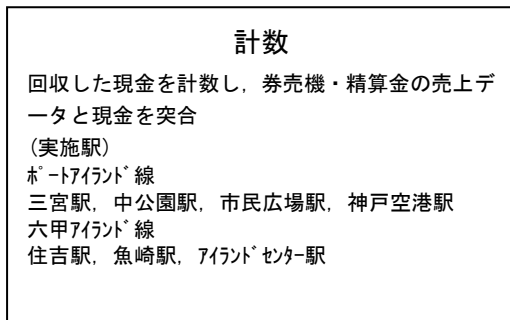 計数
回収した現金を計数し，券売機・精算金の売上デ
ータと現金を突合
(実施駅)
ﾎﾟｰﾄｱｲﾗﾝﾄﾞ線
三宮駅，中公園駅，市民広場駅，神戸空港駅
六甲ｱｲﾗﾝﾄﾞ線
住吉駅，魚崎駅，ｱｲﾗﾝﾄﾞｾﾝﾀｰ駅